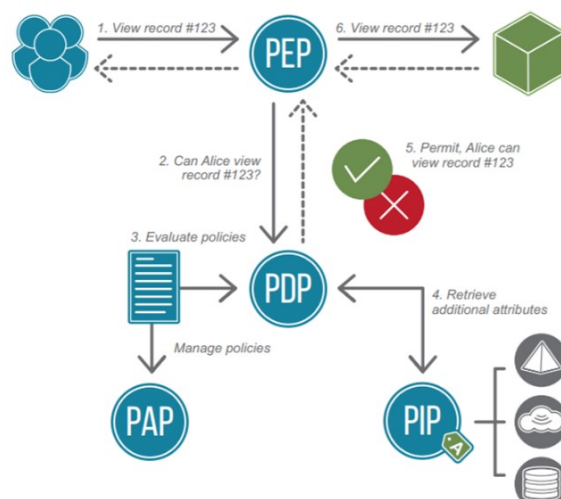 1. View record #123
PEP
6. View record #123
2. Can Alice view
record #123?
5. Permit, Alice can
view record #123
3. Evaluate policies
PDP
4. Retrieve
additional attributes
Manage policies
PAP
PIP
A